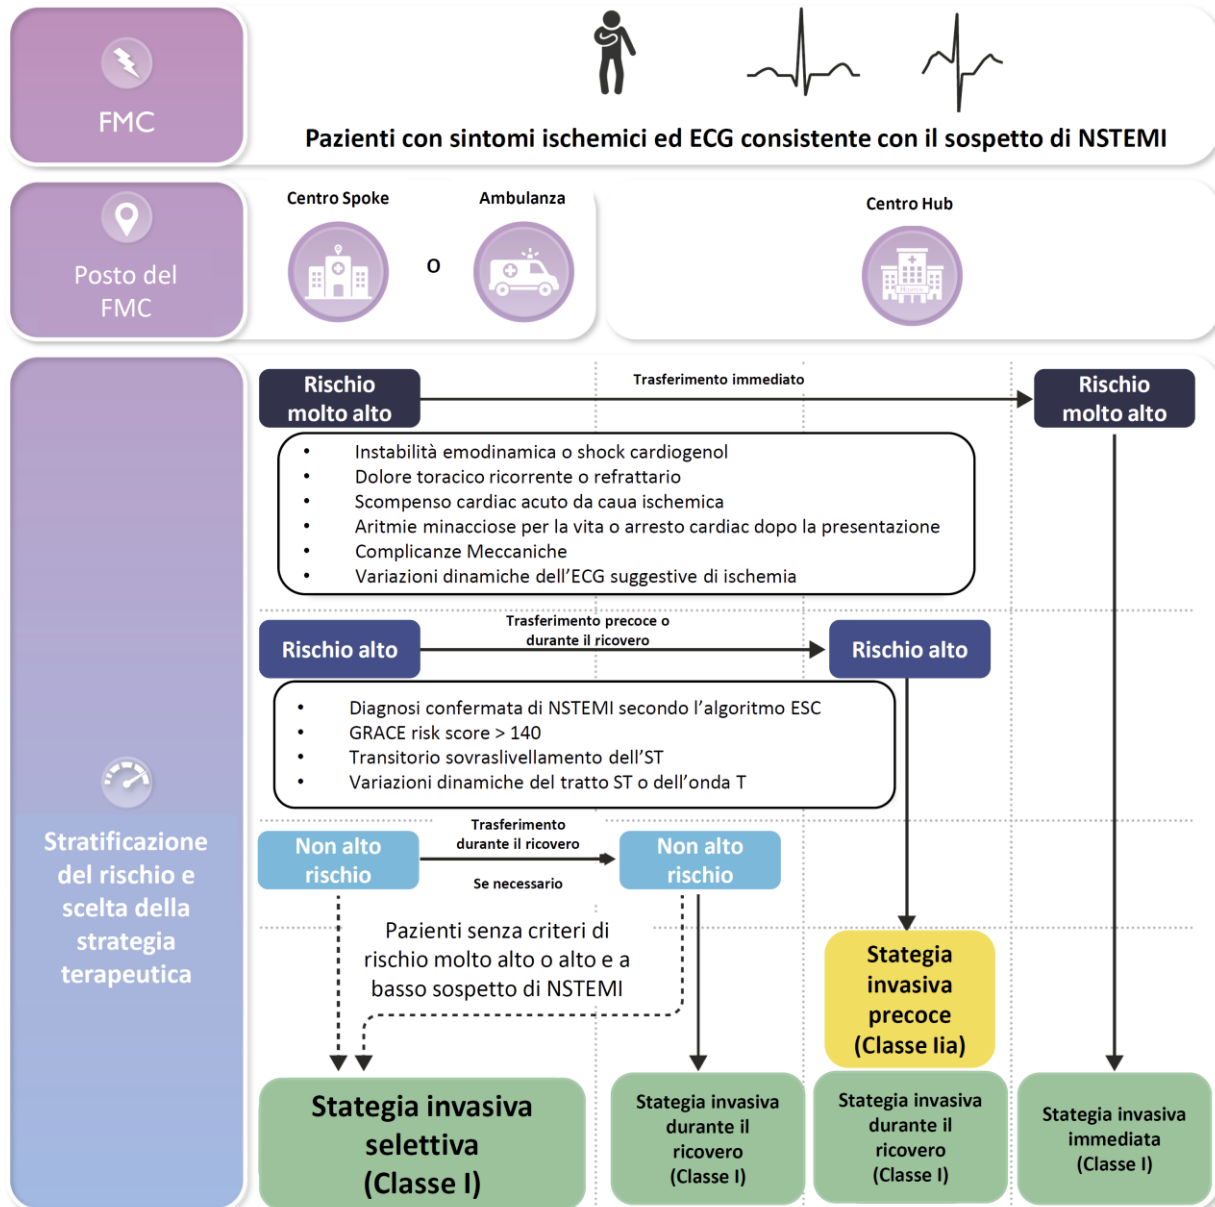 FMC
Pazienti con sintomi ischemici ed ECG consistente con il sospetto di NSTEMI
Posto del
FMC
Centro Spoke
O
Ambulanza
Centro Hub
HOSPITAL
Stratificazione
del rischio e
scelta della
strategia
terapeutica
Rischio
molto alto
Trasferimento immediato
Rischio
molto alto
• Instabilità emodinamica o shock cardiogenol
• Dolore toracico ricorrente o refrattario
• Scompenso cardiac acuto da caua ischemica
• Aritmie minacciose per la vita o arresto cardiac dopo la presentazione
• Complicanze Meccaniche
• Variazioni dinamiche dell'ECG suggestive di ischemia
Rischio alto
Trasferimento precoce o
durante il ricovero
Rischio alto
• Diagnosi confermata di NSTEMI secondo l'algoritmo ESC
• GRACE risk score > 140
• Transitorio sovraslivellamento dell'ST
• Variazioni dinamiche del tratto ST o dell'onda T
Non alto
rischio
Trasferimento
durante il ricovero
Se necessario
Non alto
rischio
Pazienti senza criteri di
rischio molto alto o alto e a
basso sospetto di NSTEMI
Stategia
invasiva
precoce
(Classe Iia)
Stategia invasiva
selettiva
(Classe I)
Stategia invasiva
durante il
ricovero
(Classe I)
Stategia invasiva
durante il
ricovero
(Classe I)
Stategia invasiva
immediata
(Classe I)